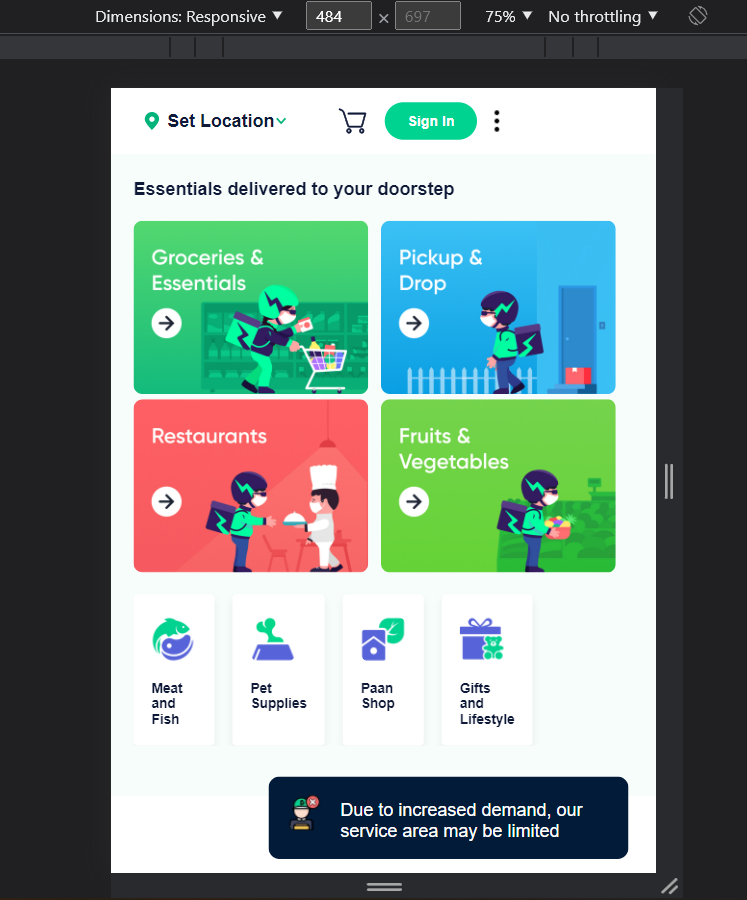 Dimensions: Responsive
484
×
697
75%
No throttling
Set Location
Sign In
Essentials delivered to your doorstep
Groceries &
Essentials
Pickup &
Drop
Restaurants
Fruits &
Vegetables
Meat
and
Fish
Pet
Supplies
Paan
Shop
Gifts
and
Lifestyle
Due to increased demand, our
service area may be limited